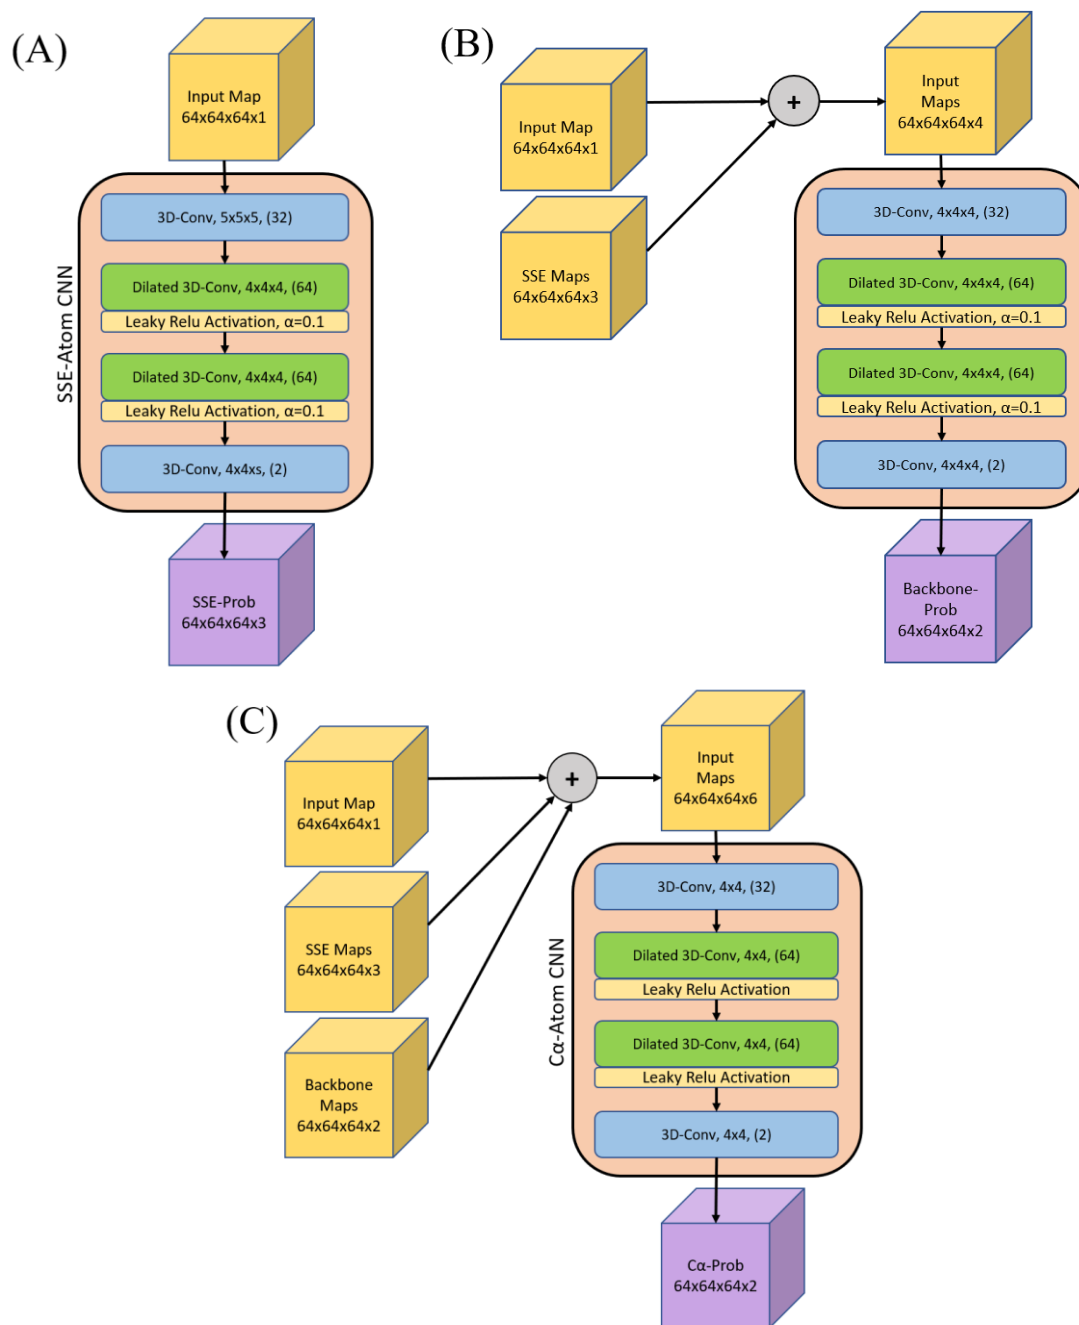 (A)
Input Map
64x64x64x1
SSE-Atom CNN
3D-Conv, 5x5x5, (32)
Dilated 3D-Conv, 4x4x4, (64)
Leaky Relu Activation, α=0.1
Dilated 3D-Conv, 4x4x4, (64)
Leaky Relu Activation, α=0.1
3D-Conv, 4x4xs, (2)
SSE-Prob
64x64x64x3
(B)
Input Map
64x64x64x1
SSE Maps
64x64x64x3
+
Input
Maps
64x64x64x4
3D-Conv, 4x4x4, (32)
Dilated 3D-Conv, 4x4x4, (64)
Leaky Relu Activation, α=0.1
Dilated 3D-Conv, 4x4x4, (64)
Leaky Relu Activation, α=0.1
3D-Conv, 4x4x4, (2)
Backbone-
Prob
64x64x64x2
(C)
Input Map
64x64x64x1
SSE Maps
64x64x64x3
Backbone
Maps
64x64x64x2
+
Input
Maps
64x64x64x6
Cα-Atom CNN
3D-Conv, 4x4, (32)
Dilated 3D-Conv, 4x4, (64)
Leaky Relu Activation
Dilated 3D-Conv, 4x4, (64)
Leaky Relu Activation
3D-Conv, 4x4, (2)
Cα-Prob
64x64x64x2